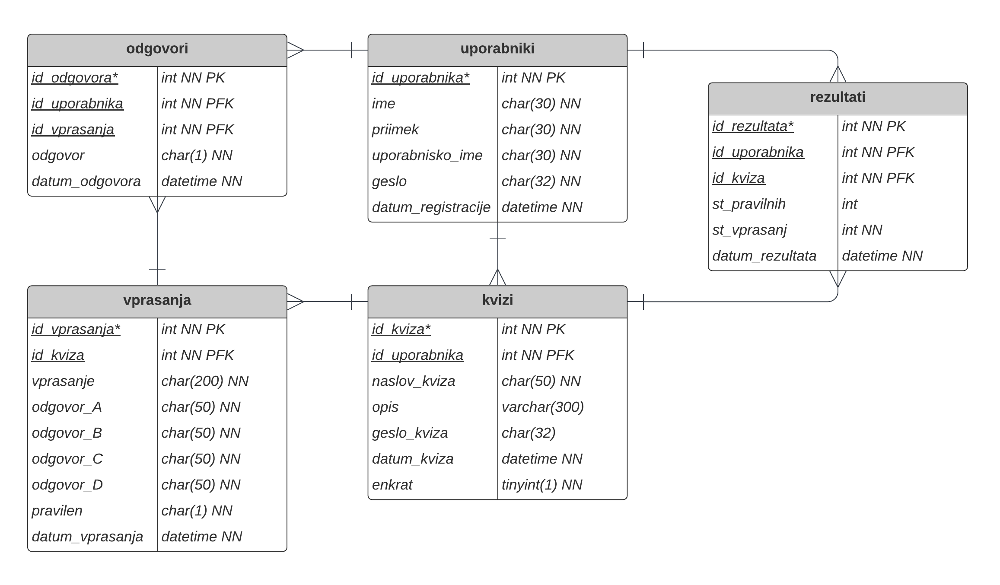 odgovori
id_odgovora* int NN PK
id_uporabnika int NN PFK
id_vprasanja int NN PFK
odgovor char(1) NN
datum_odgovora datetime NN
uporabniki
id_uporabnika* int NN PK
ime char(30) NN
priimek char(30) NN
uporabnisko_ime char(30) NN
geslo char(32) NN
datum_registracije datetime NN
rezultati
id_rezultata* int NN PK
id_uporabnika int NN PFK
id_kviza int NN PFK
st_pravilnih int
st_vprasanj int NN
datum_rezultata datetime NN
vprasanja
id_vprasanja* int NN PK
id_kviza int NN PFK
vprasanje char(200) NN
odgovor_A char(50) NN
odgovor_B char(50) NN
odgovor_C char(50) NN
odgovor_D char(50) NN
pravilen char(1) NN
datum_vprasanja datetime NN
kvizi
id_kviza* int NN PK
id_uporabnika int NN PFK
naslov_kviza char(50) NN
opis varchar(300)
geslo_kviza char(32)
datum_kviza datetime NN
enkrat tinyint(1) NN